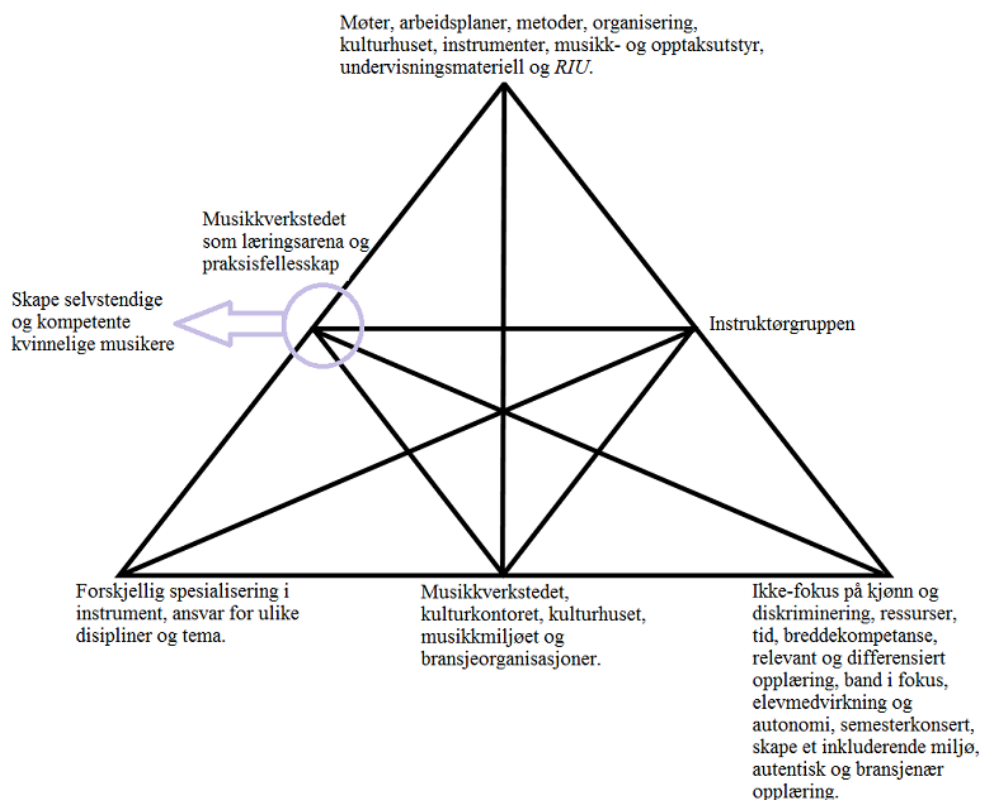 Møter, arbeidsplaner, metoder, organisering,
kulturhuset, instrumenter, musikk- og opptaksutstyr,
undervisningsmateriell og RIU.
Musikkverkstedet
som læringsarena og
praksisfellesskap
Skape selvstendige
og kompetente
kvinnelige musikere
Instruktørgruppen
Forskjellig spesialisering i
instrument, ansvar for ulike
disipliner og tema.
Musikkverkstedet,
kulturkontoret, kulturhuset,
musikkmiljøet og
bransjeorganisasjoner.
Ikke-fokus på kjønn og
diskriminering, ressurser,
tid, breddekompetanse,
relevant og differensiert
opplæring, band i fokus,
elevmedvirkning og
autonomi, semesterkonsert,
skape et inkluderende miljø,
autentisk og bransjenær
opplæring.